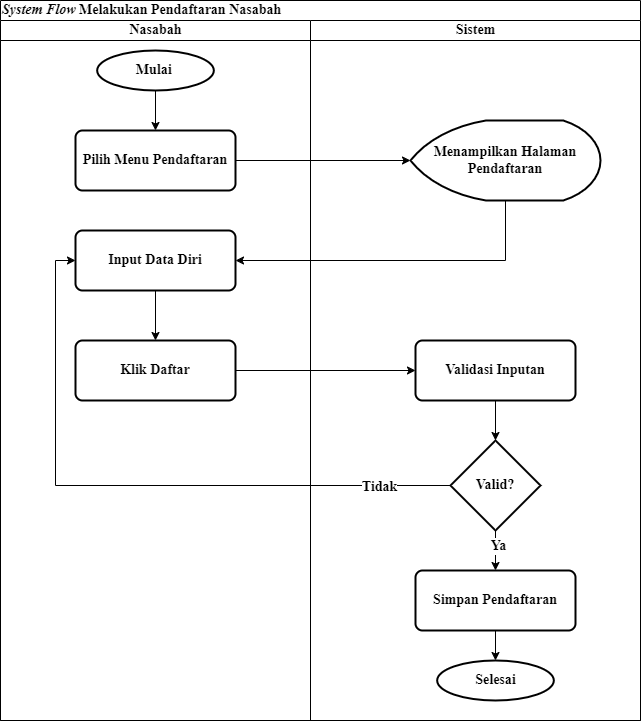 System Flow Melakukan Pendaftaran Nasabah
Nasabah
Sistem
Mulai
Pilih Menu Pendaftaran
Menampilkan Halaman
Pendaftaran
Input Data Diri
Klik Daftar
Validasi Inputan
Valid?
Tidak
Ya
Simpan Pendaftaran
Selesai